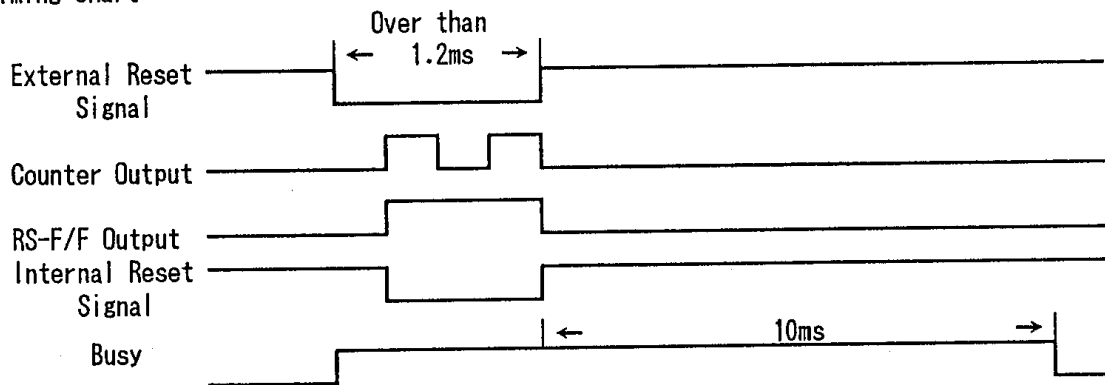 Over than
← 1.2ms →
External Reset
Signal
Counter Output
RS-F/F Output
Internal Reset
Signal
← 10ms →
Busy